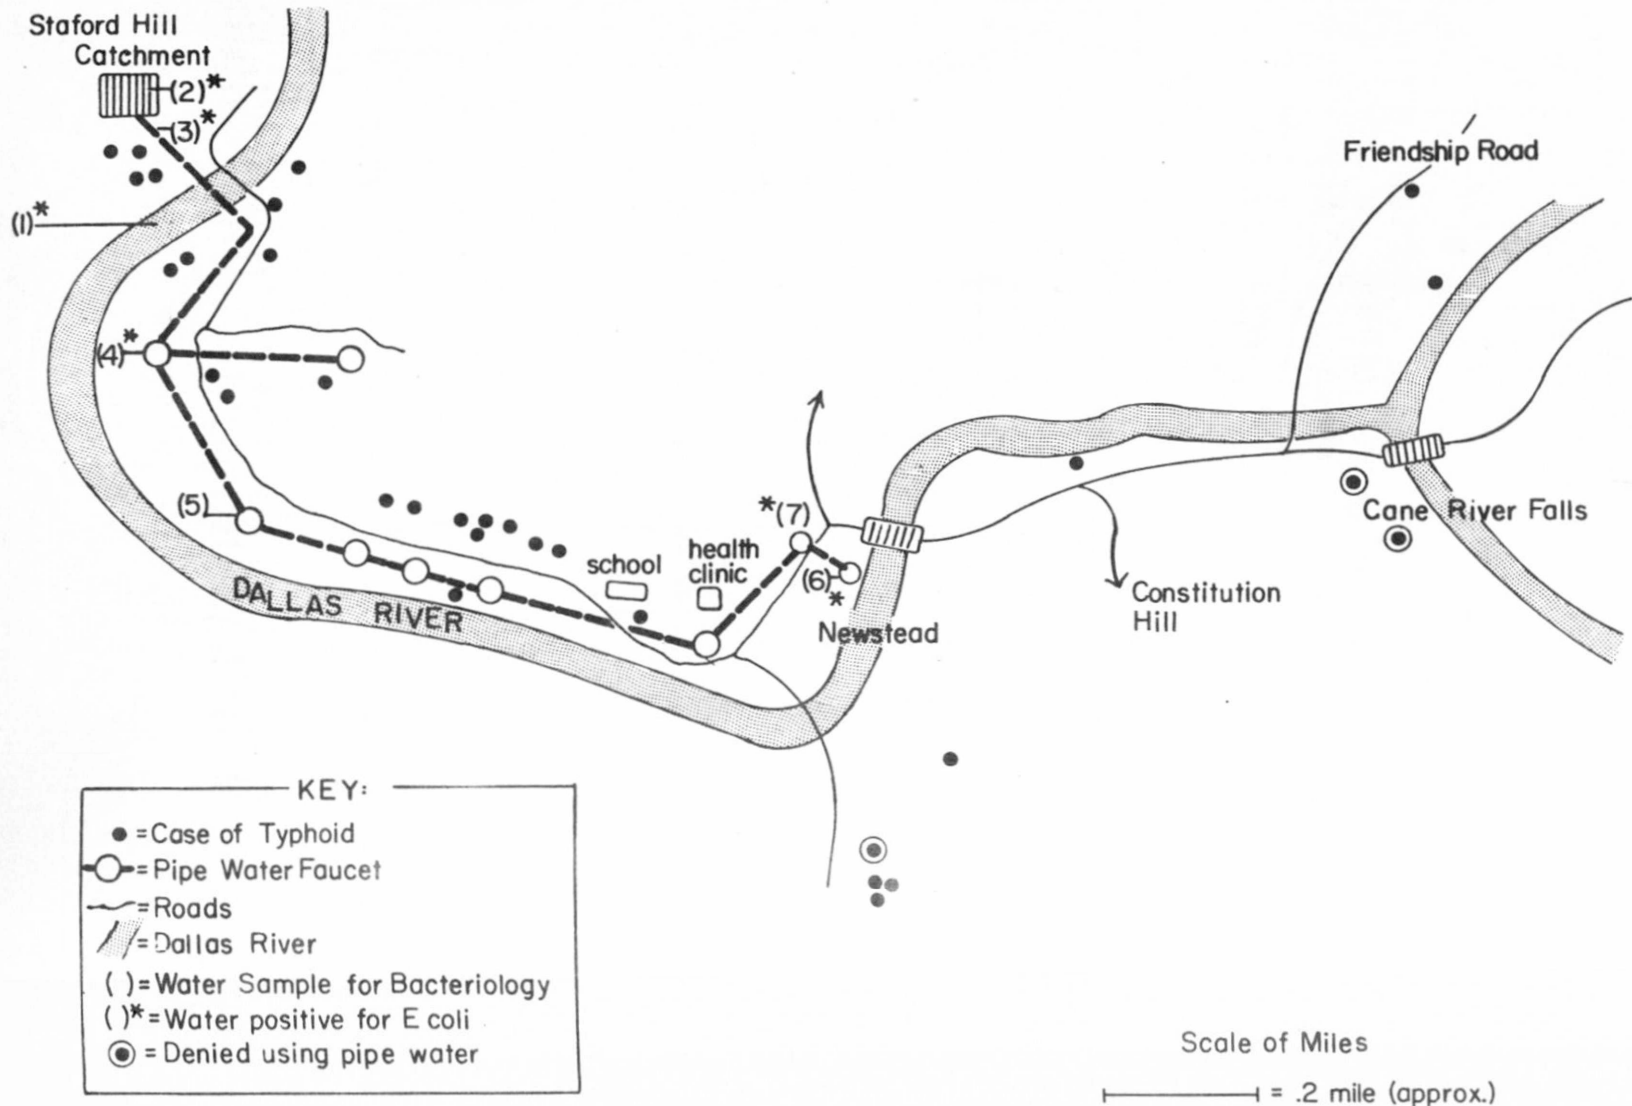 Staford Hill
Catchment
(2)*
(3)*
(1)*
(4)*
(5)
DALLAS RIVER
school
health
clinic
*(7)
(6)
*
Newstead
Friendship Road
Cane River Falls
Constitution
Hill
KEY:
● = Case of Typhoid
= Pipe Water Faucet
= Roads
= Dallas River
( ) = Water Sample for Bacteriology
( )* = Water positive for E coli
= Denied using pipe water
Scale of Miles
= .2 mile (approx.)